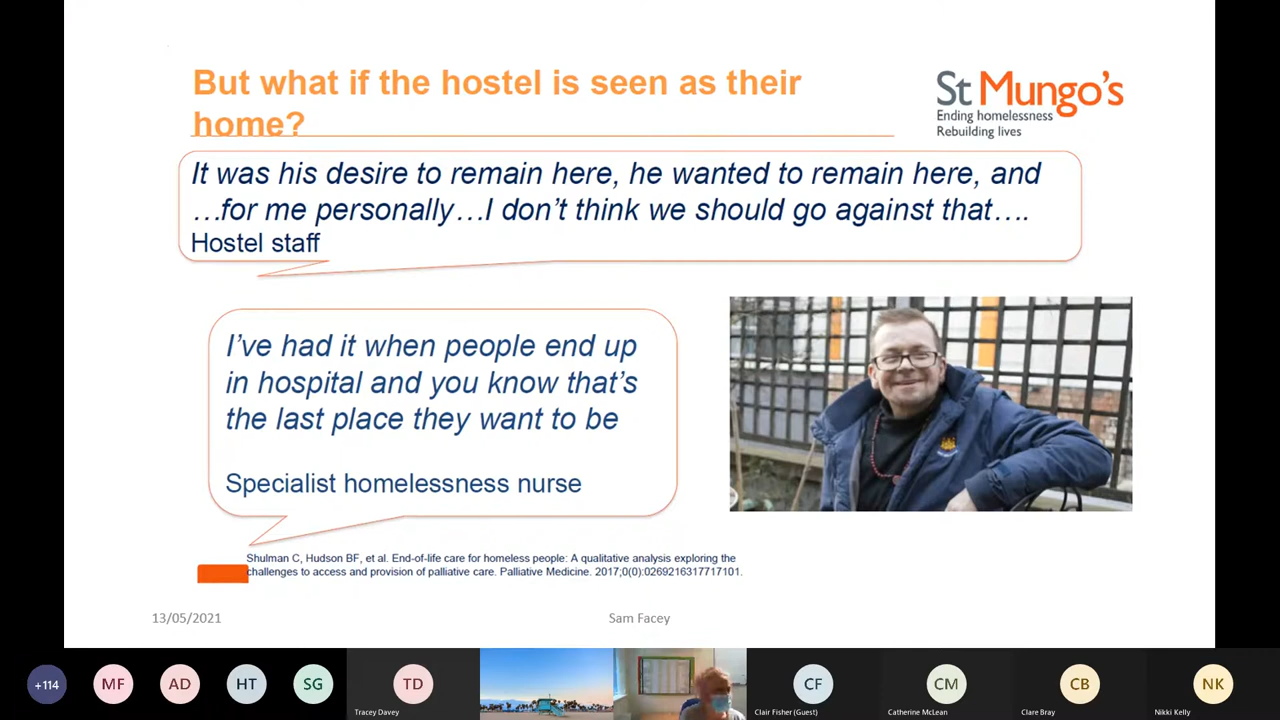 But what if the hostel is seen as their
home?
St Mungo's
Ending homelessness
Rebuilding lives
It was his desire to remain here, he wanted to remain here, and
…for me personally…I don't think we should go against that….
Hostel staff
I've had it when people end up
in hospital and you know that's
the last place they want to be
Specialist homelessness nurse
Shulman C, Hudson BF, et al. End-of-life care for homeless people: A qualitative analysis exploring the
challenges to access and provision of palliative care. Palliative Medicine. 2017;0(0):0269216317717101.
13/05/2021
Sam Facey
+114
MF
AD
HT
SG
TD
Tracey Davey
CF
Clair Fisher (Guest)
CM
Catherine McLean
CB
Clare Bray
NK
Nikki Kelly